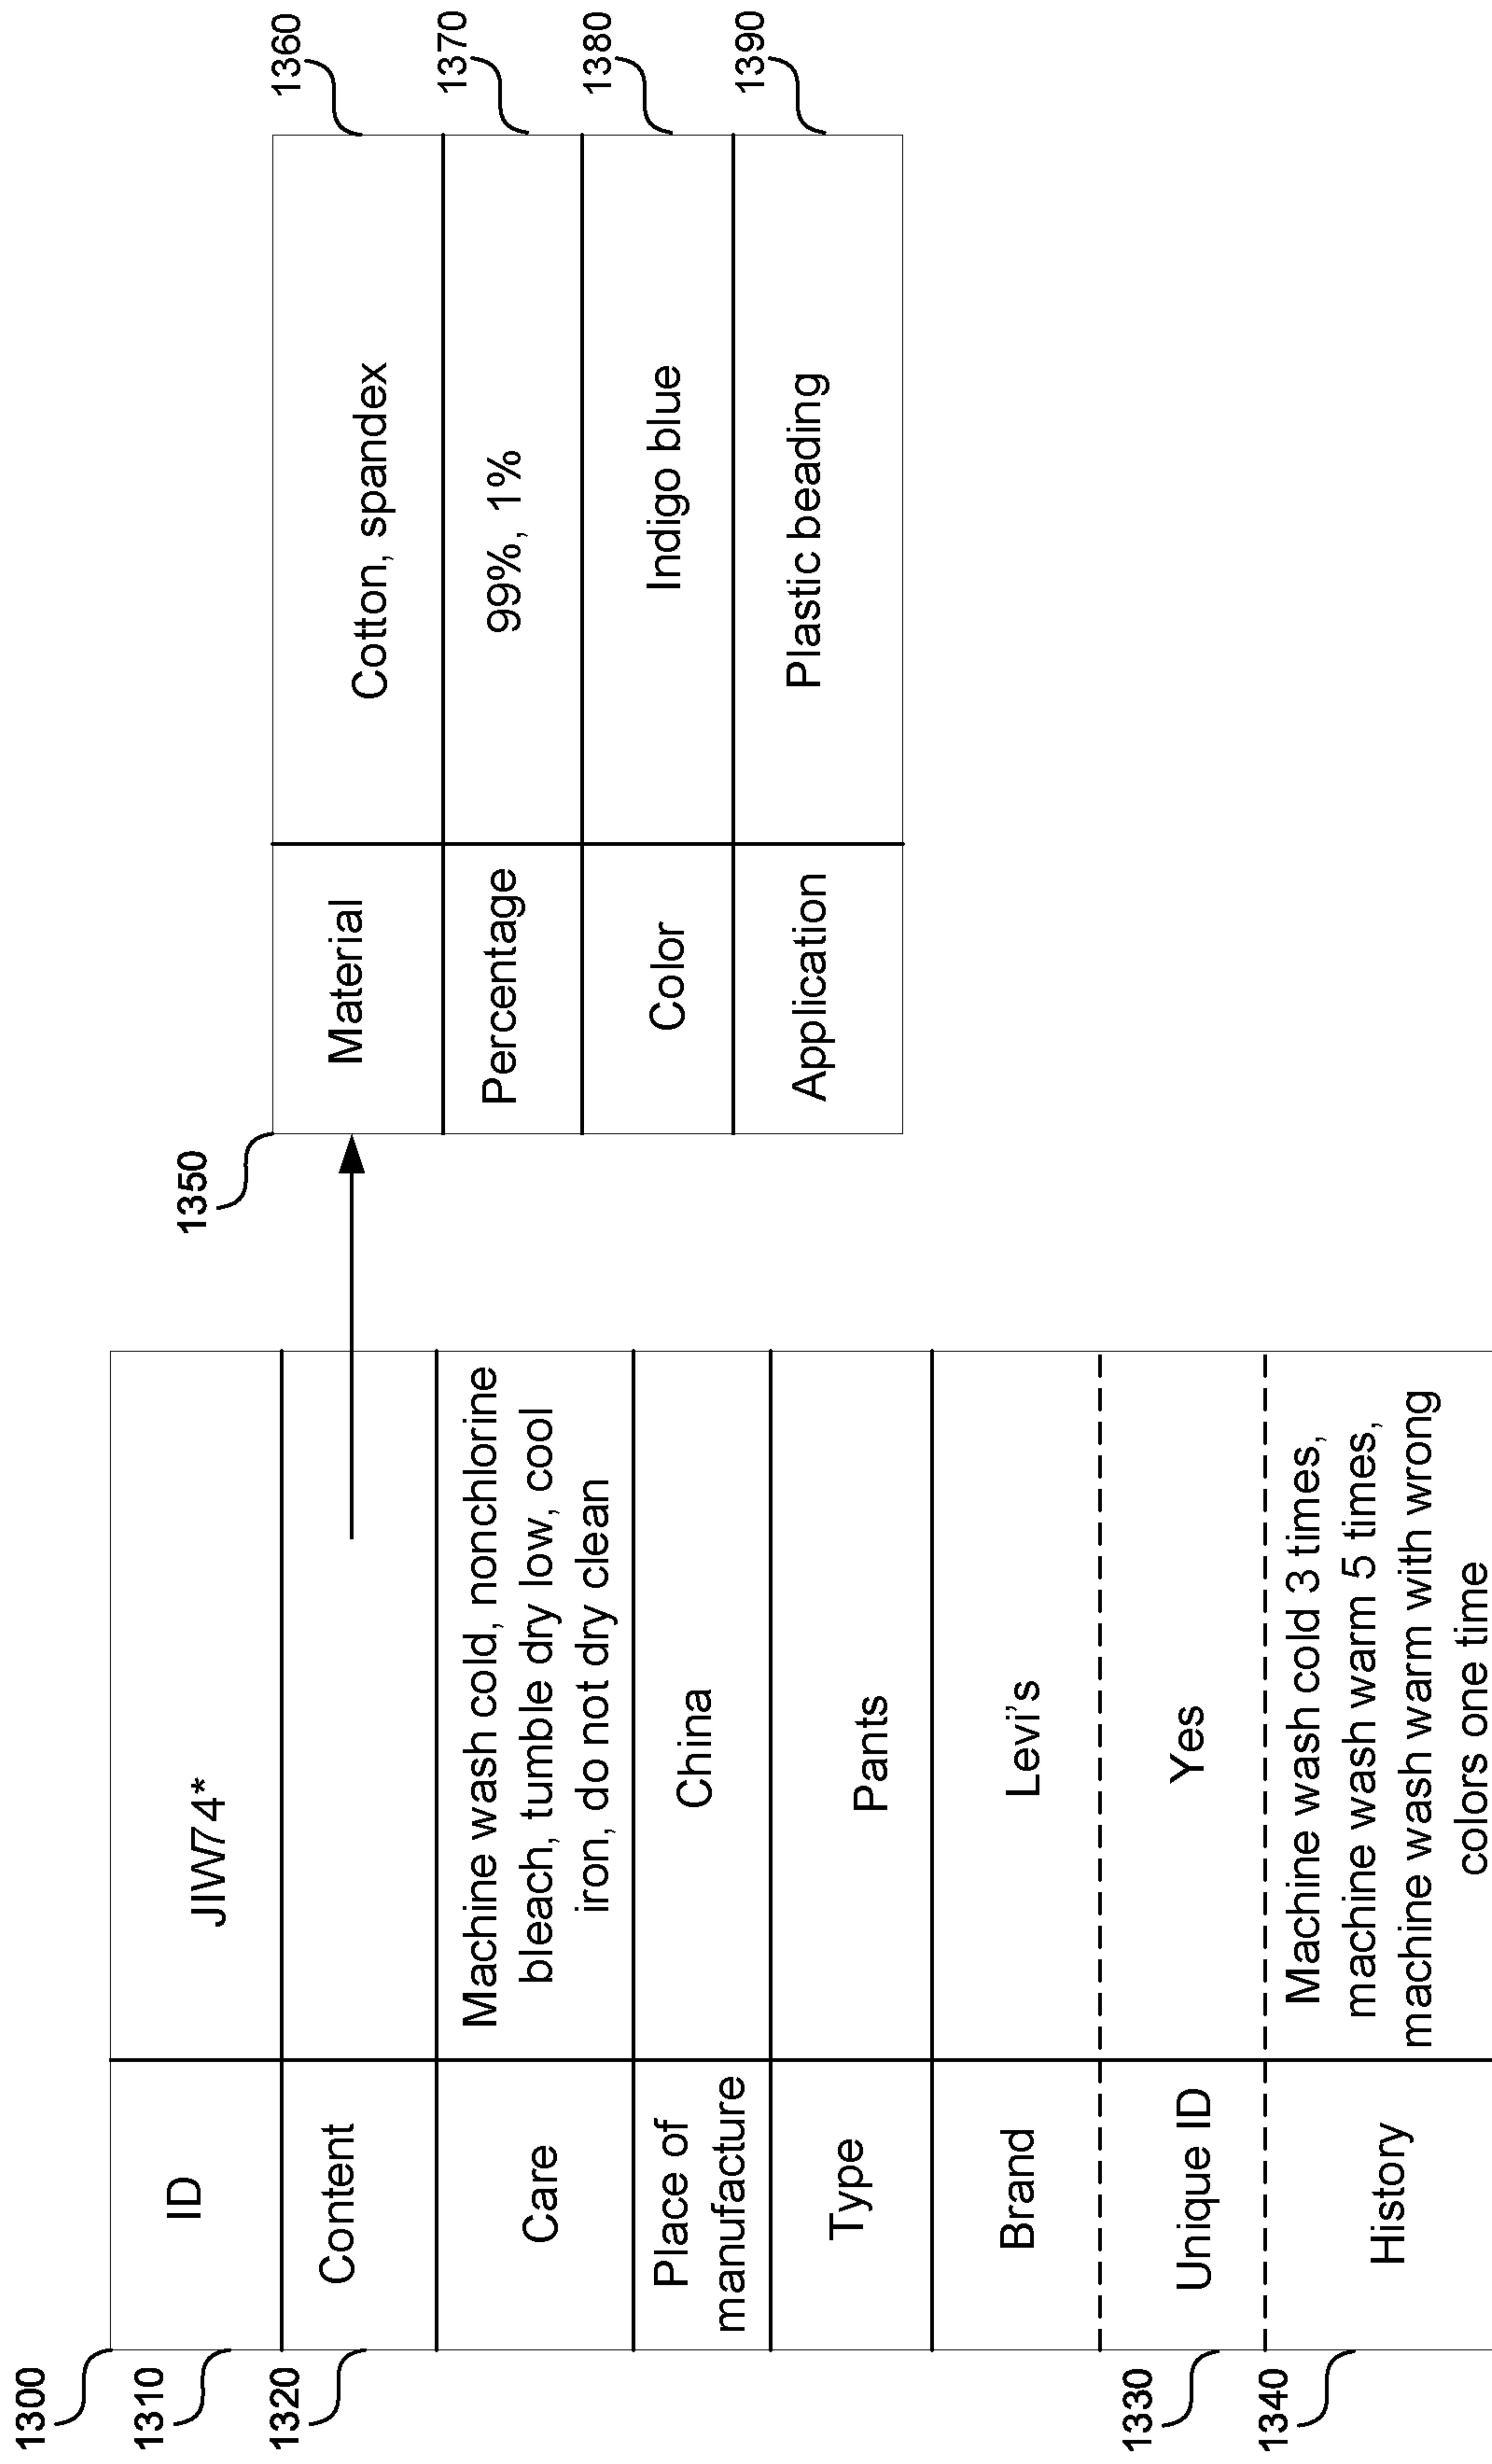 1300
1310
1320
1330
1340
ID
JIW74*
Content
Care
Machine wash cold, nonchlorine
bleach, tumble dry low, cool
iron, do not dry clean
Place of
manufacture
China
Type
Pants
Brand
Levi's
Unique ID
Yes
History
Machine wash cold 3 times,
machine wash warm 5 times,
machine wash warm with wrong
colors one time
1350
Material
Cotton, spandex
1360
Percentage
99%, 1%
1370
Color
Indigo blue
1380
Application
Plastic beading
1390